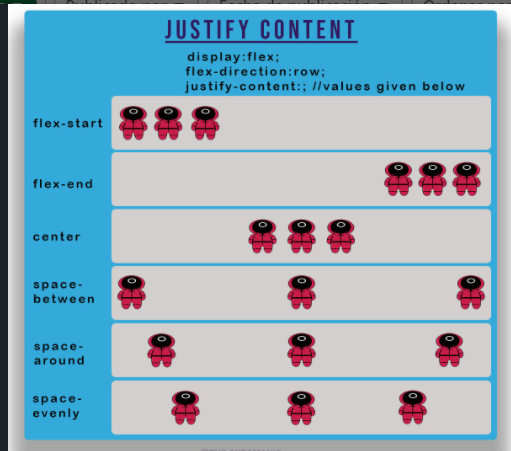 JUSTIFY CONTENT
display:flex;
flex-direction:row;
justify-content:; //values given below
flex-start
flex-end
center
space-
between
space-
around
space-
evenly